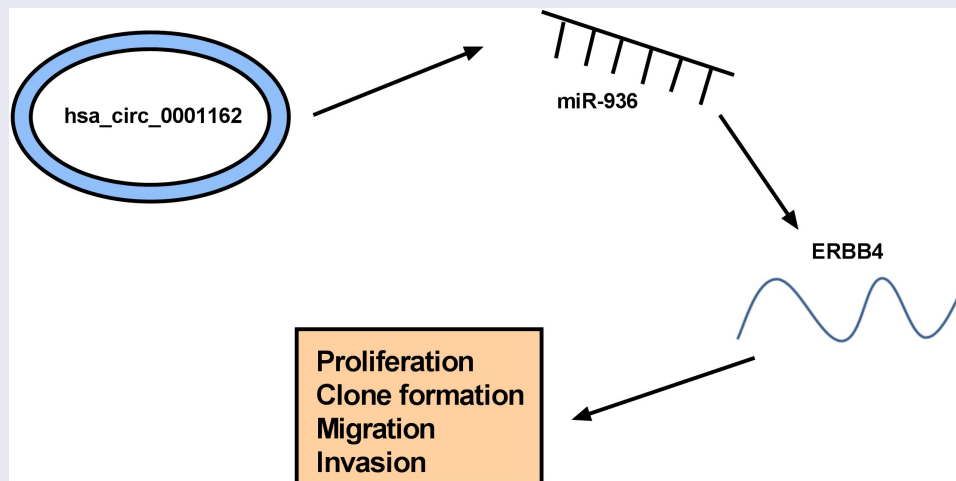 hsa_circ_0001162
miR-936
ERBB4
Proliferation
Clone formation
Migration
Invasion